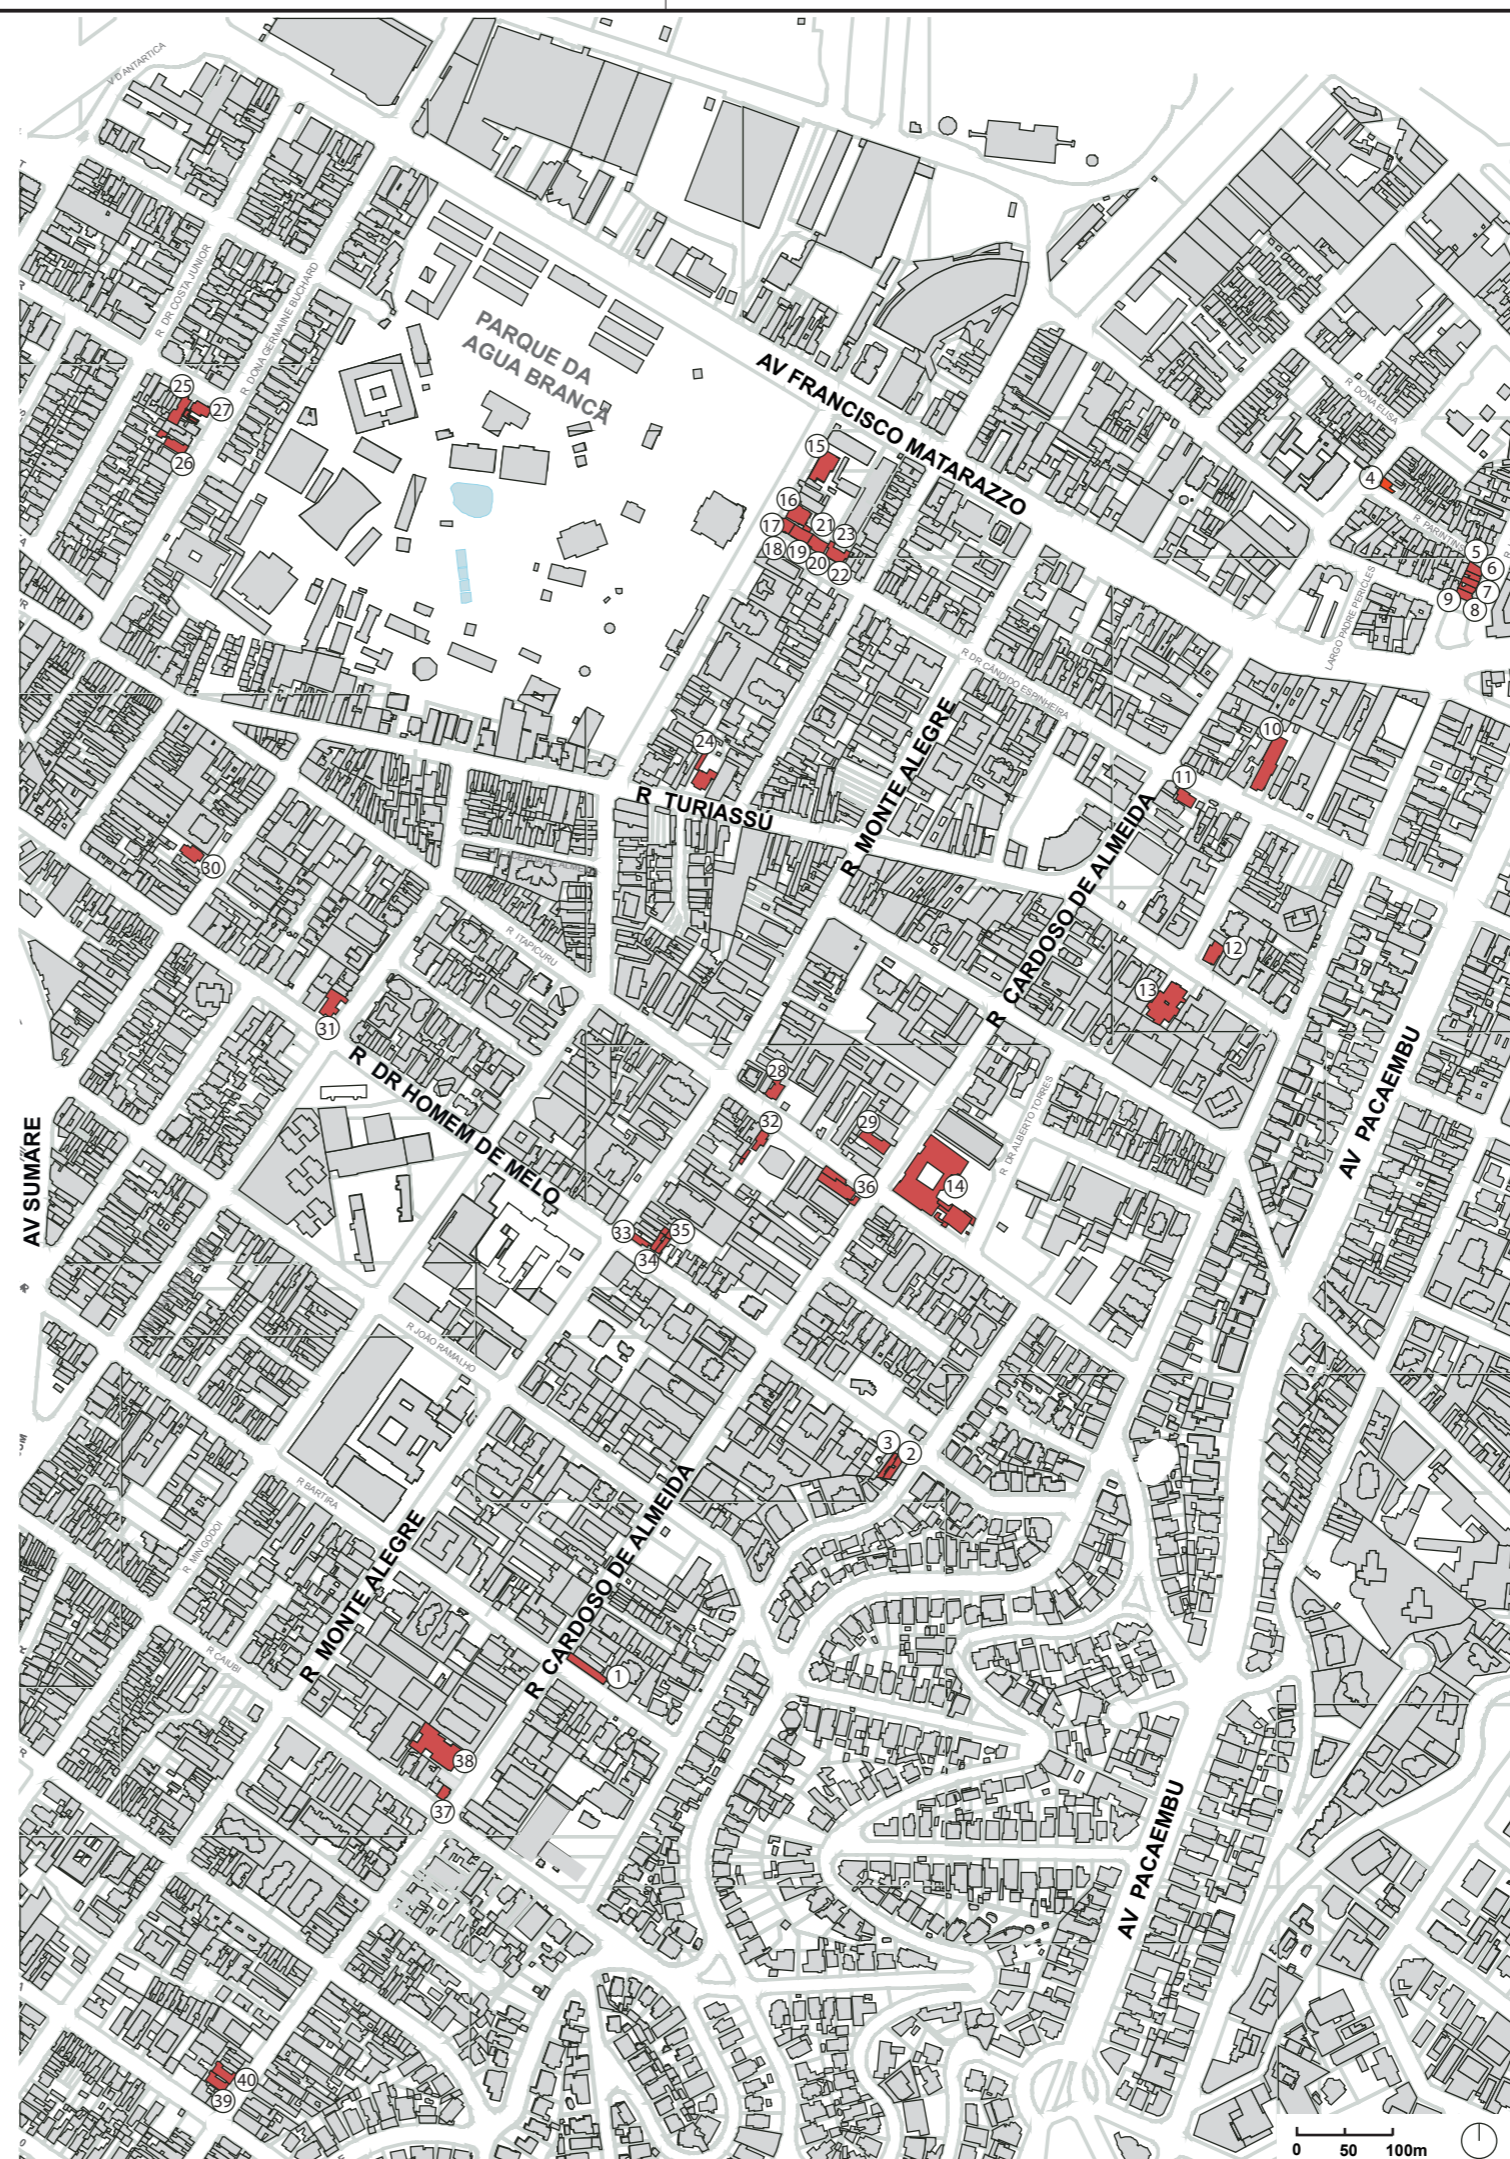 R DR COSTA JUNIOR
R DONA GERMAINE BUCHARD
PARQUE DA
AGUA BRANCA
AV FRANCISCO MATARAZZO
R DONA ELISA
25
27
26
15
4
16
21
17
23
18
19
20
22
R PARINTINS
5
6
7
9
8
LARGO PADRE PERICLES
R DR CÂNDIDO ESPINHEIRA
24
R TURIASSU
R MONTE ALEGRE
10
11
R CARDOSO DE ALMEIDA
30
R ITAPICURU
12
13
31
R DR HOMEM DE MELO
28
29
32
R DR ALBERTO TORRES
AV PACAEMBU
AV SUMARE
36
14
33
35
34
R JOÃO RAMALHO
3
2
R BARTIRA
R MIN GODOI
R MONTE ALEGRE
R CARDOSO DE ALMEIDA
R CAIUBI
1
38
37
AV PACAEMBU
40
39
0 50 100m